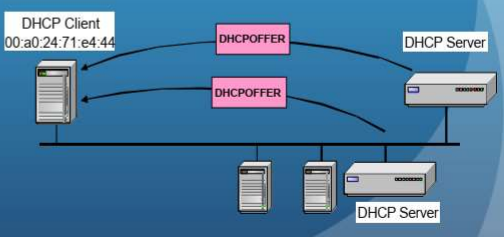 DHCP Client
00:a0:24:71:e4:44
DHCPOFFER
DHCP Server
DHCPOFFER
DHCP Server